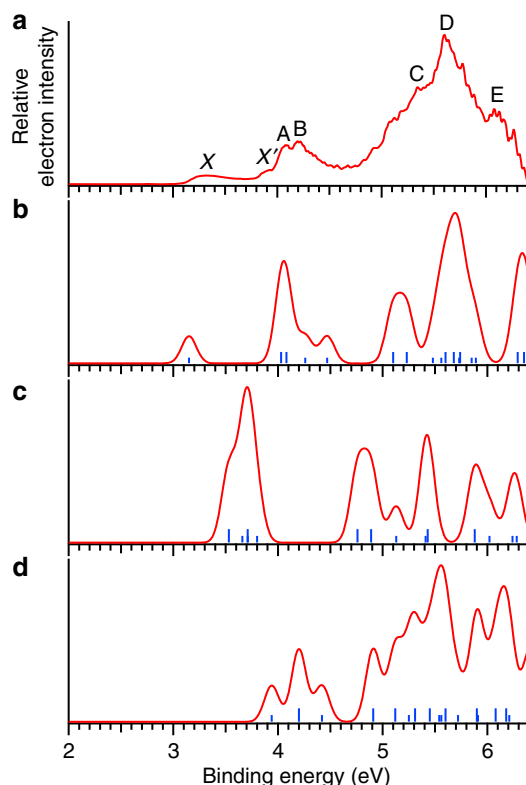 a
Relative
electron intensity
X
X″
A
B
C
D
E
b
c
d
2
3
4
5
6
Binding energy (eV)